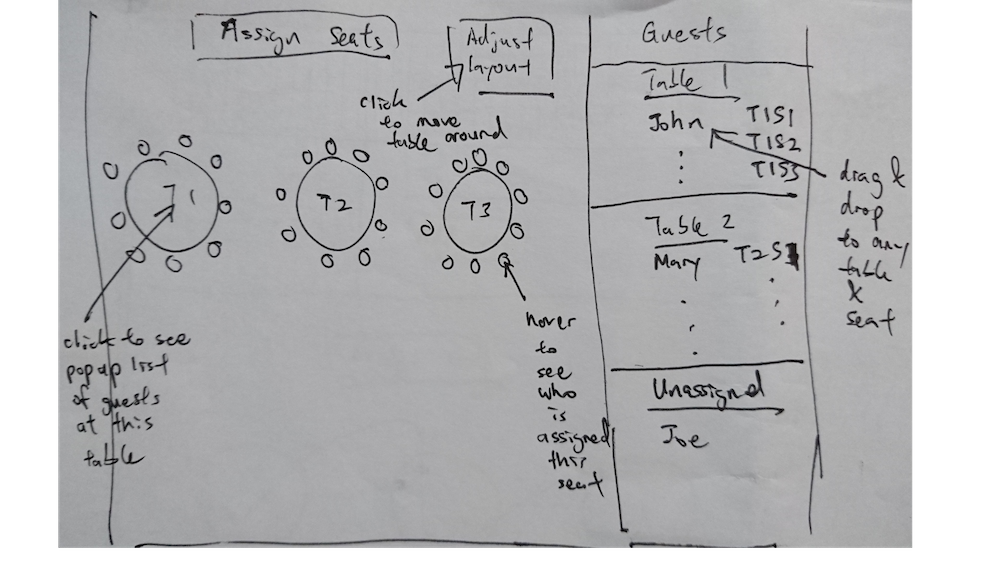 Assign Seats
Adjust
layout
click
to move
table around
T1
T2
T3
click to see
popup list
of guests
at this
table
hover
to
see
who
is
assigned
this
seat
Guests
Table 1
John T1S1
T1S2
T1S3
Table 2
Mary T2S1
Unassigned
Joe
drag &
drop
to any
table
&
seat